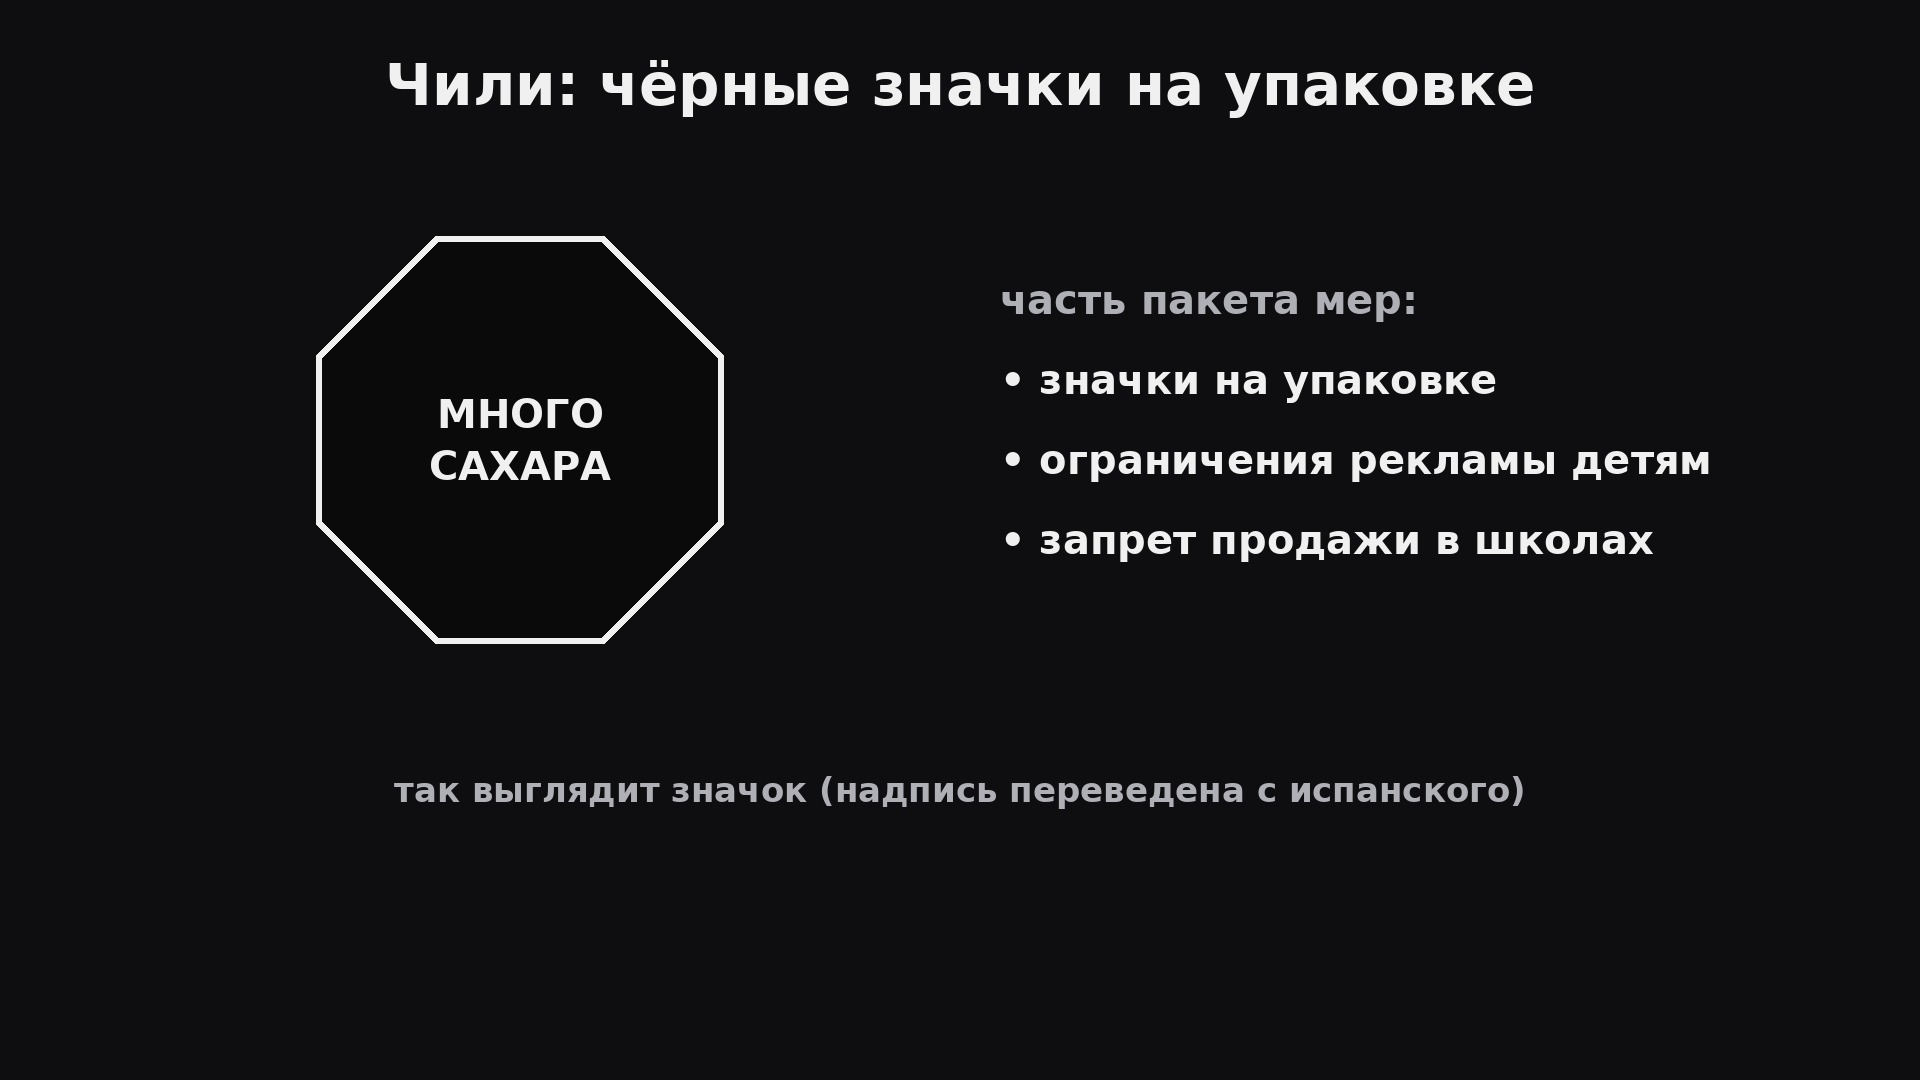 Чили: чёрные значки на упаковке
МНОГО
САХАРА
часть пакета мер:
• значки на упаковке
• ограничения рекламы детям
• запрет продажи в школах
так выглядит значок (надпись переведена с испанского)